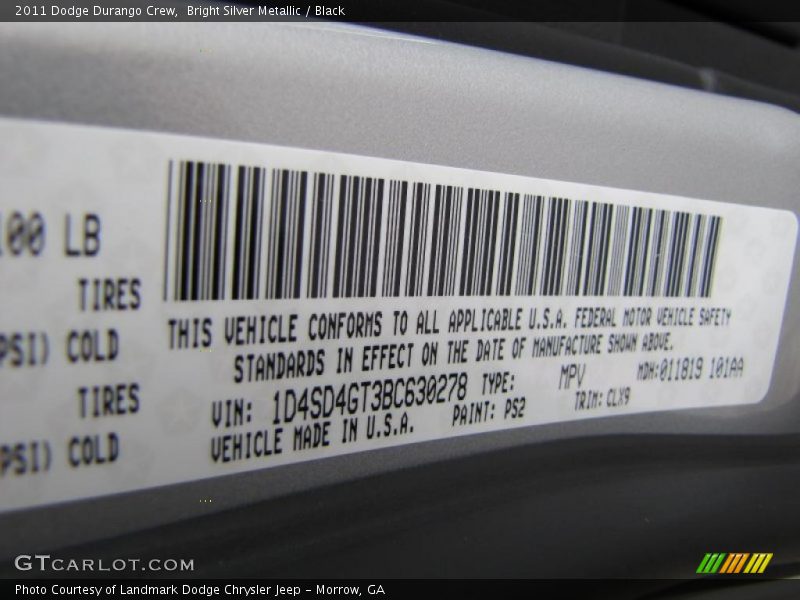 2011 Dodge Durango Crew, Bright Silver Metallic / Black
100 LB
TIRES
PSI) COLD
TIRES
PSI) COLD
THIS VEHICLE CONFORMS TO ALL APPLICABLE U.S.A. FEDERAL MOTOR VEHICLE SAFETY
STANDARDS IN EFFECT ON THE DATE OF MANUFACTURE SHOWN ABOVE.
VIN: 1D4SD4GT3BC630278 TYPE: MPV MDH:011819 101AA
VEHICLE MADE IN U.S.A. PAINT: PS2 TRIM: CLX9
GTCARLOT.COM
Photo Courtesy of Landmark Dodge Chrysler Jeep - Morrow, GA